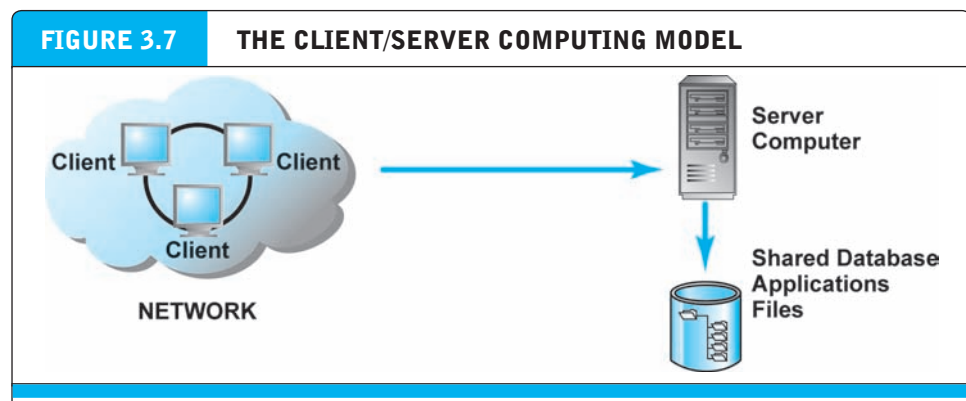 FIGURE 3.7
THE CLIENT/SERVER COMPUTING MODEL
Client
Client
Client
NETWORK
Server
Computer
Shared Database
Applications
Files